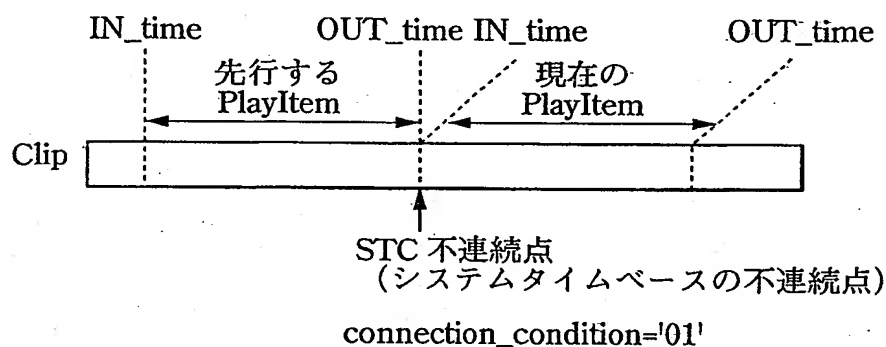 IN_time OUT_time IN_time OUT_time
先行する 現在の
PlayItem PlayItem
Clip
STC 不連続点
(システムタイムベースの不連続点)
connection_condition='01'